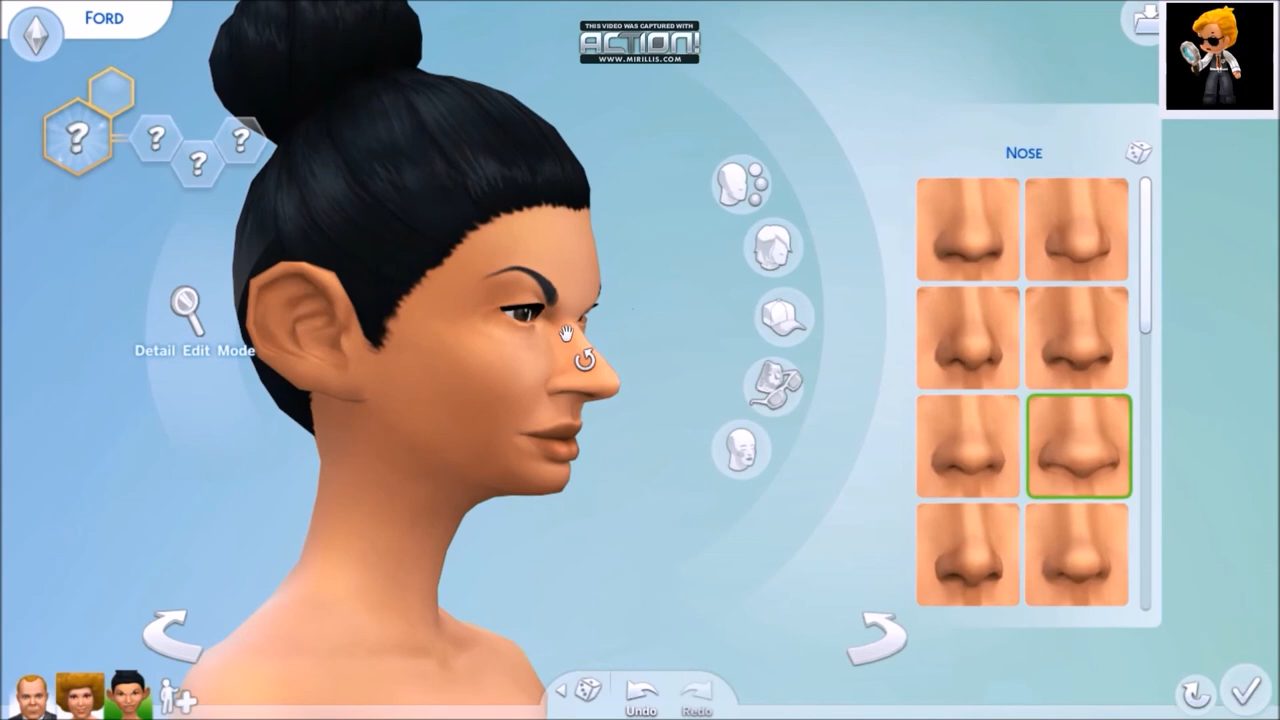 FORD
THIS VIDEO WAS CAPTURED WITH
ACTION!
WWW.MIRILLIS.COM
?
? ? ?
NOSE
Detail Edit Mode
Undo
Redo